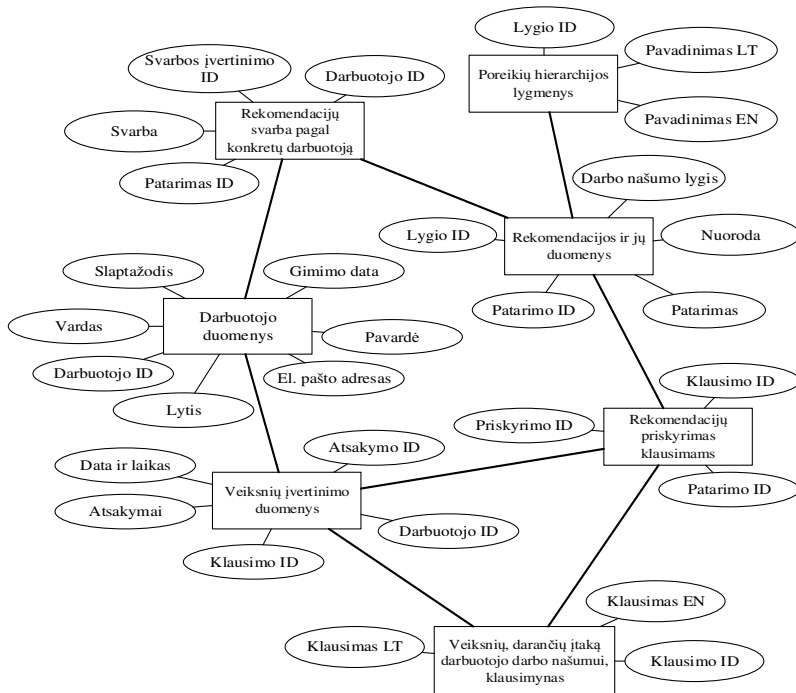 Lygio ID
Svarbos įvertinimo
ID
Darbuotojo ID
Pavadinimas LT
Poreikių hierarchijos
lygmenys
Pavadinimas EN
Rekomendacijų
svarba pagal
konkretų darbuotoją
Svarba
Patarimas ID
Darbo našumo lygis
Lygio ID
Rekomendacijos ir jų
duomenys
Nuoroda
Patarimo ID
Patarimas
Slaptažodis
Gimimo data
Vardas
Darbuotojo
duomenys
Pavardė
Darbuotojo ID
El. pašto adresas
Lytis
Klausimo ID
Priskyrimo ID
Rekomendacijų
priskyrimas
klausimams
Patarimo ID
Atsakymo ID
Data ir laikas
Veiksnių įvertinimo
duomenys
Atsakymai
Darbuotojo ID
Klausimo ID
Klausimas EN
Klausimas LT
Veiksnių, darančių įtaką
darbuotojo darbo našumui,
klausimynas
Klausimo ID